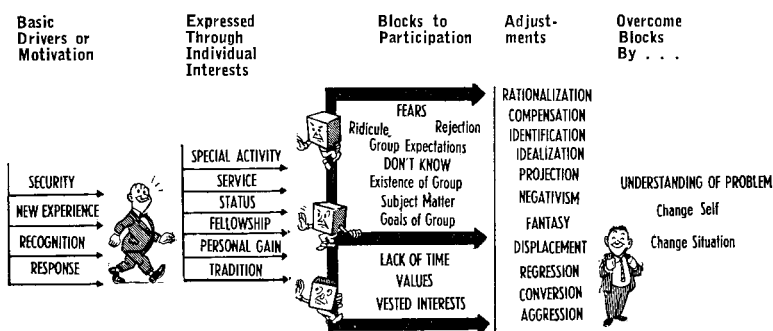 Basic
Drivers or
Motivation
Expressed
Through
Individual
Interests
Blocks to
Participation
Adjust-
ments
Overcome
Blocks
By . . .
SECURITY
NEW EXPERIENCE
RECOGNITION
RESPONSE
SPECIAL ACTIVITY
SERVICE
STATUS
FELLOWSHIP
PERSONAL GAIN
TRADITION
FEARS
Ridicule Rejection
Group Expectations
DON'T KNOW
Existence of Group
Subject Matter
Goals of Group
LACK OF TIME
VALUES
VESTED INTERESTS
RATIONALIZATION
COMPENSATION
IDENTIFICATION
IDEALIZATION
PROJECTION
NEGATIVISM
FANTASY
DISPLACEMENT
REGRESSION
CONVERSION
AGGRESSION
UNDERSTANDING OF PROBLEM
Change Self
Change Situation